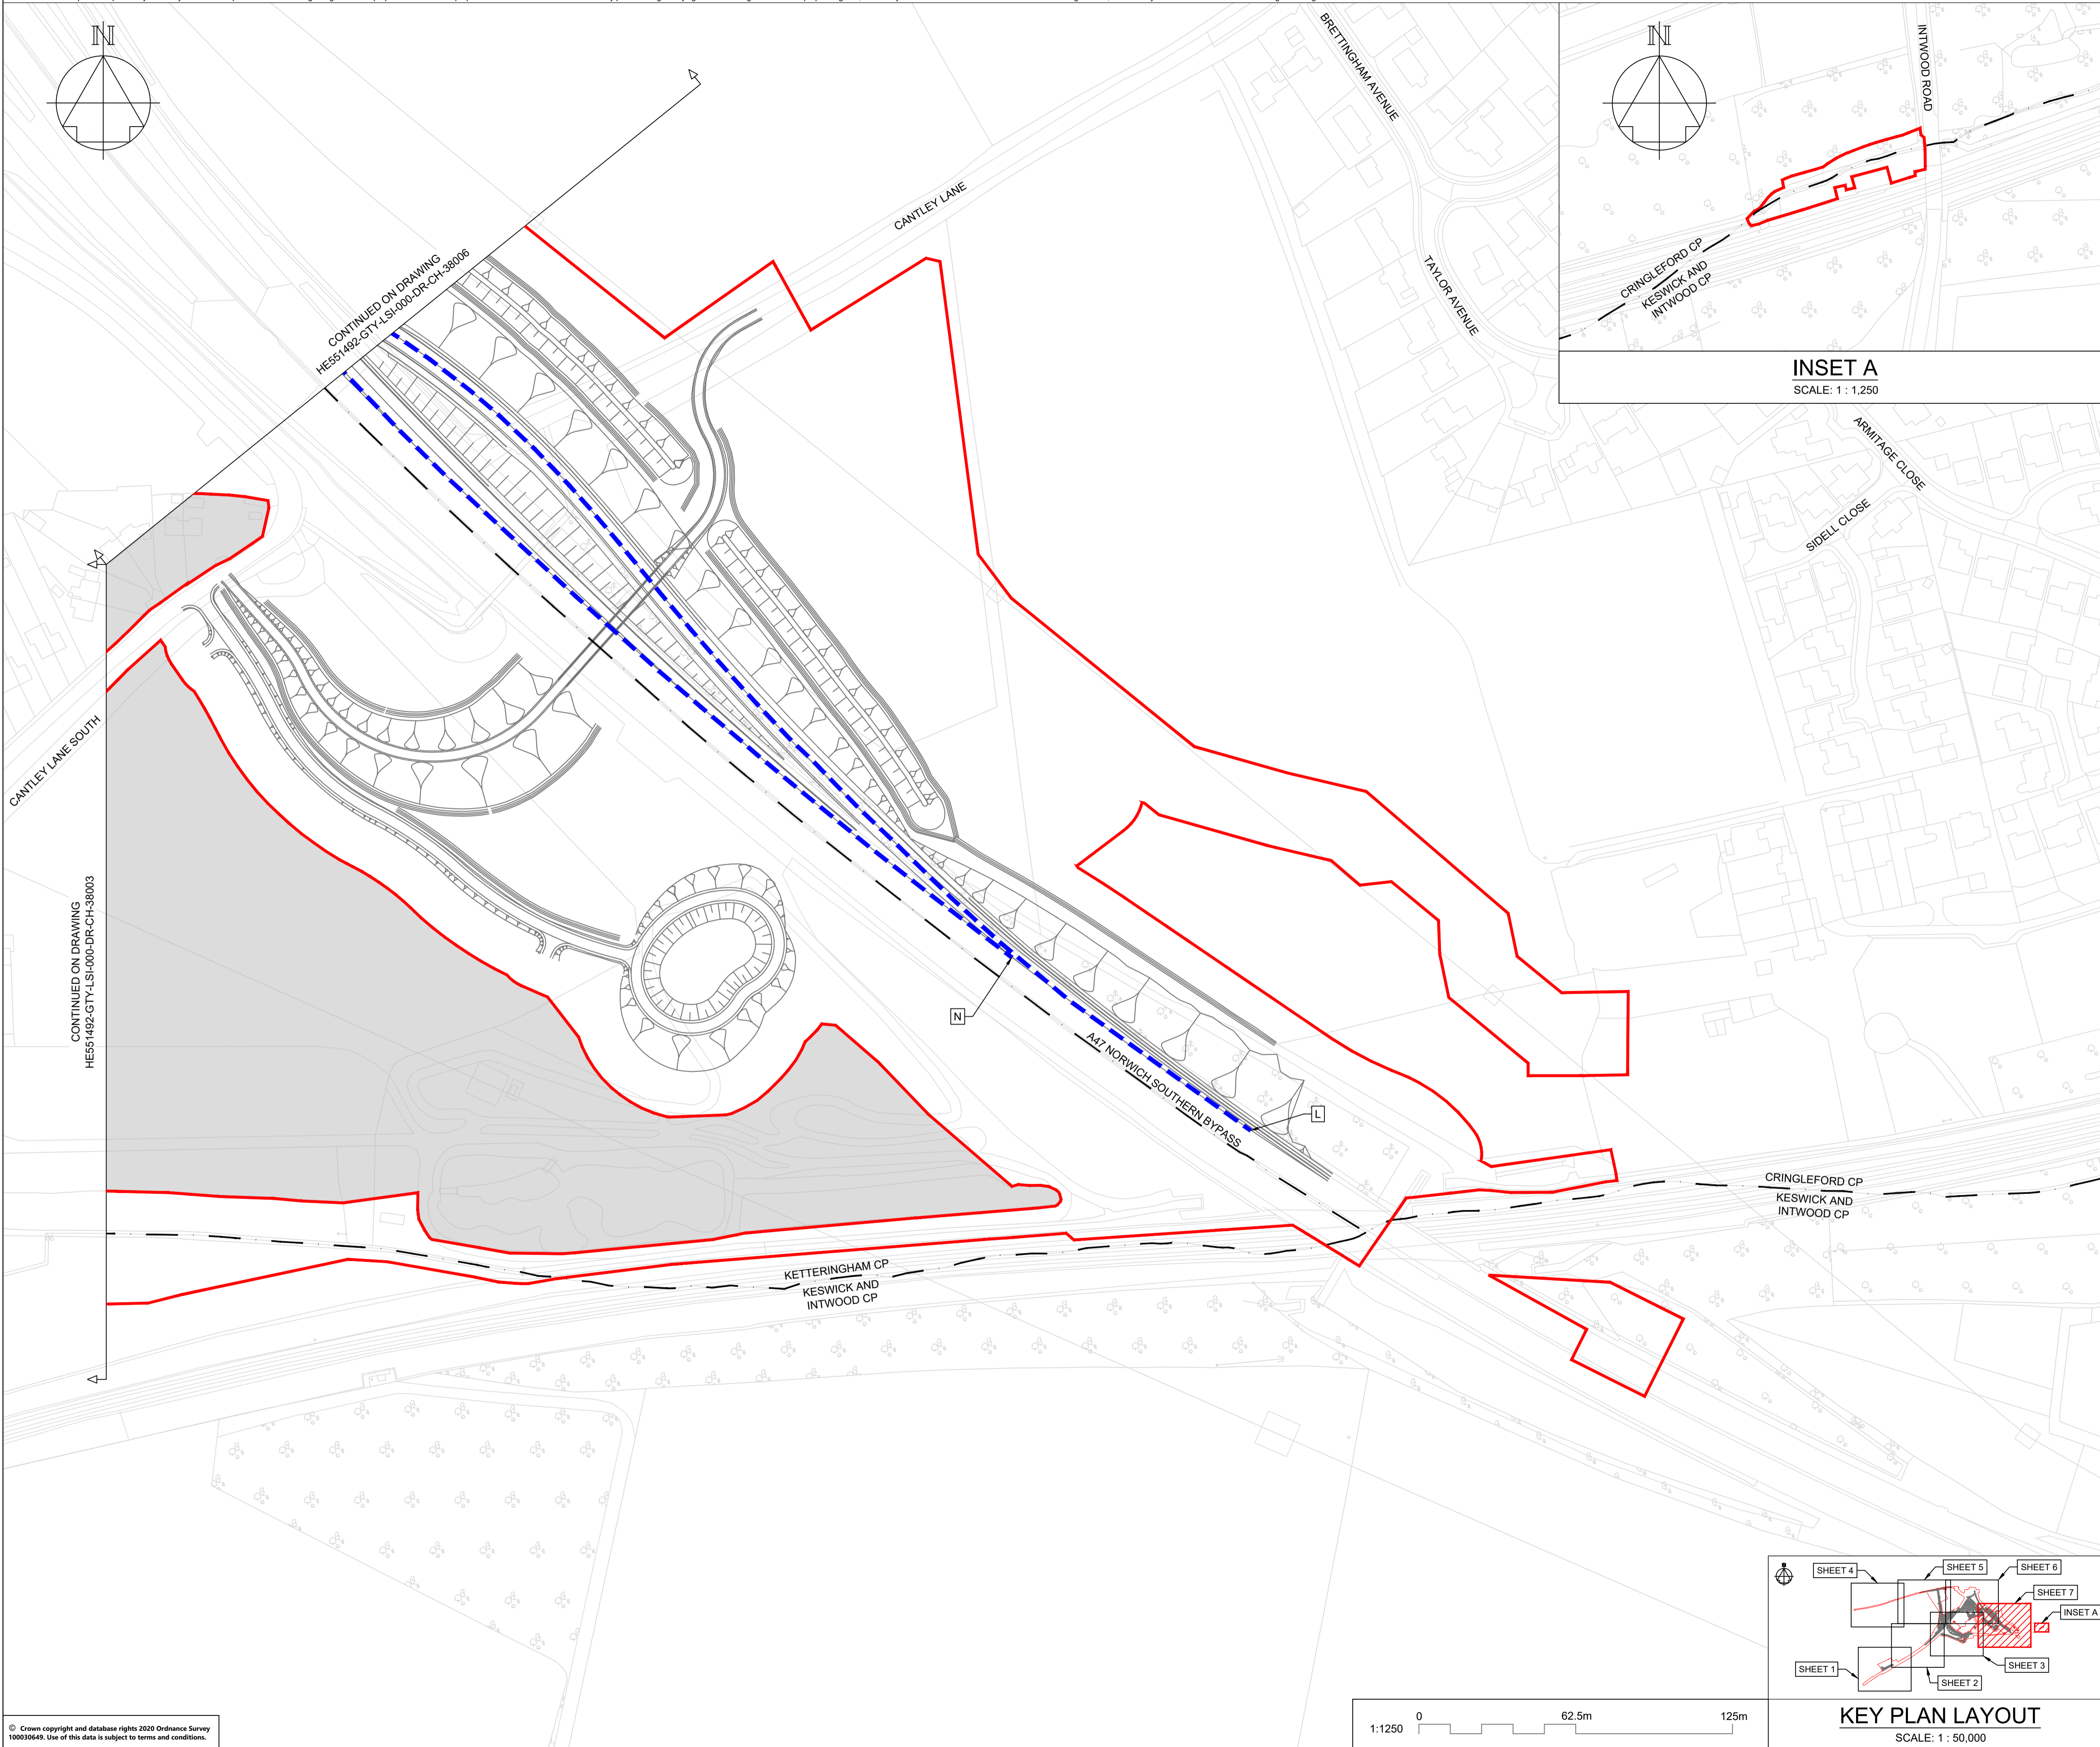 N
BRETTINGHAM AVENUE
N
INTWOOD ROAD
CANTLEY LANE
CONTINUED ON DRAWING
HE551492-GTY-LSI-000-DR-CH-38006
TAYLOR AVENUE
CRINGLEFORD CP
KESWICK AND
INTWOOD CP
INSET A
SCALE: 1 : 1,250
ARMITAGE CLOSE
SIDELL CLOSE
CANTLEY LANE SOUTH
CONTINUED ON DRAWING
HE551492-GTY-LSI-000-DR-CH-38003
N
A47 NORWICH SOUTHERN BYPASS
L
CRINGLEFORD CP
KESWICK AND
INTWOOD CP
KETTERINGHAM CP
KESWICK AND
INTWOOD CP
SHEET 4
SHEET 5
SHEET 6
SHEET 7
INSET A
SHEET 1
SHEET 2
SHEET 3
KEY PLAN LAYOUT
SCALE: 1 : 50,000
1:1250
0
62.5m
125m
© Crown copyright and database rights 2020 Ordnance Survey
100030649. Use of this data is subject to terms and conditions.